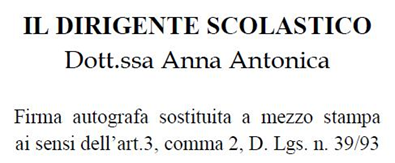 IL DIRIGENTE SCOLASTICO
Dott.ssa Anna Antonica
Firma autografa sostituita a mezzo stampa
ai sensi dell'art.3, comma 2, D. Lgs. n. 39/93